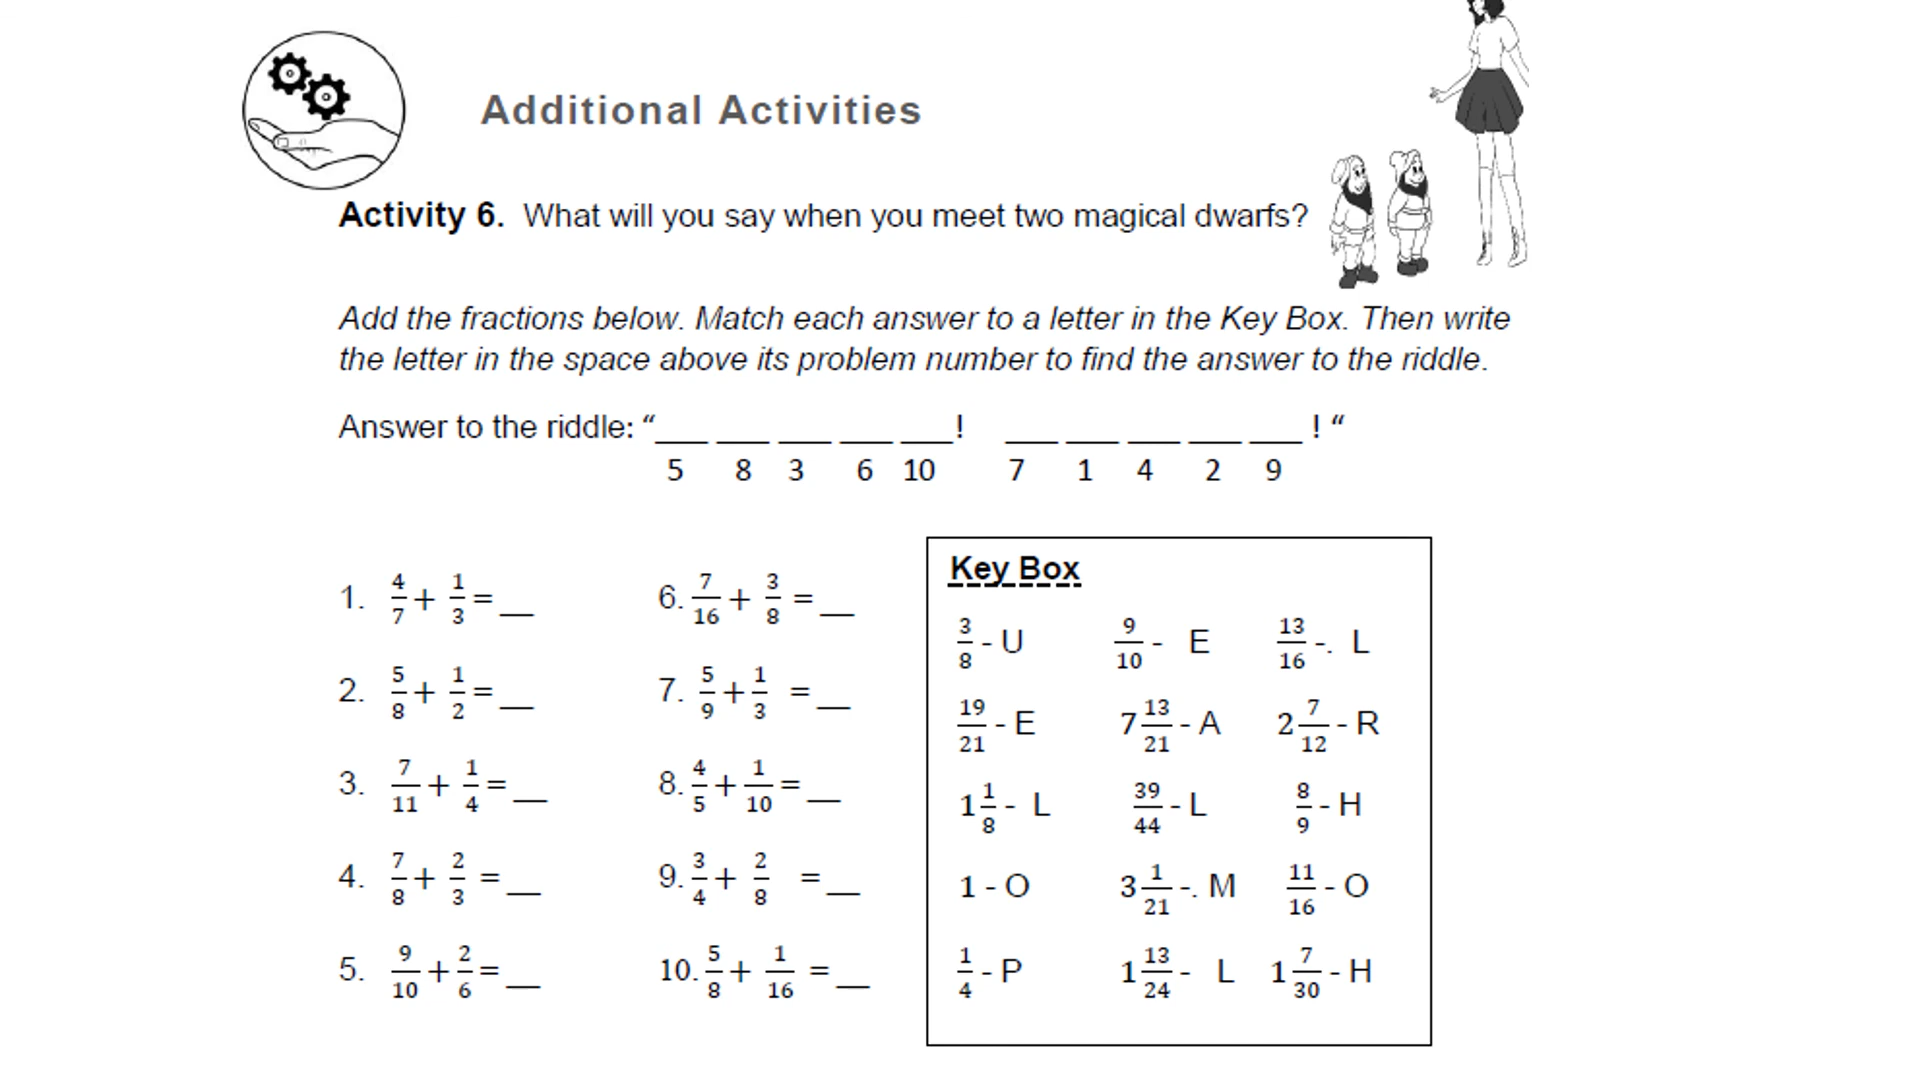 Additional Activities
Activity 6. What will you say when you meet two magical dwarfs?
Add the fractions below. Match each answer to a letter in the Key Box. Then write
the letter in the space above its problem number to find the answer to the riddle.
Answer to the riddle: “___ ___ ___ ___ ___! ___ ___ ___ ___ ___ ! “
5 8 3 6 10 7 1 4 2 9
1. 4/7 + 1/3 = __
2. 5/8 + 1/2 = __
3. 7/11 + 1/4 = __
4. 7/8 + 2/3 = __
5. 9/10 + 2/6 = __
6. 7/16 + 3/8 = __
7. 5/9 + 1/3 = __
8. 4/5 + 1/10 = __
9. 3/4 + 2/8 = __
10. 5/8 + 1/16 = __
Key Box
3/8 - U 9/10 - E 13/16 -. L
19/21 - E 7 13/21 - A 2 7/12 - R
1 1/8 - L 39/44 - L 8/9 - H
1 - O 3 1/21 -. M 11/16 - O
1/4 - P 1 13/24 - L 1 7/30 - H